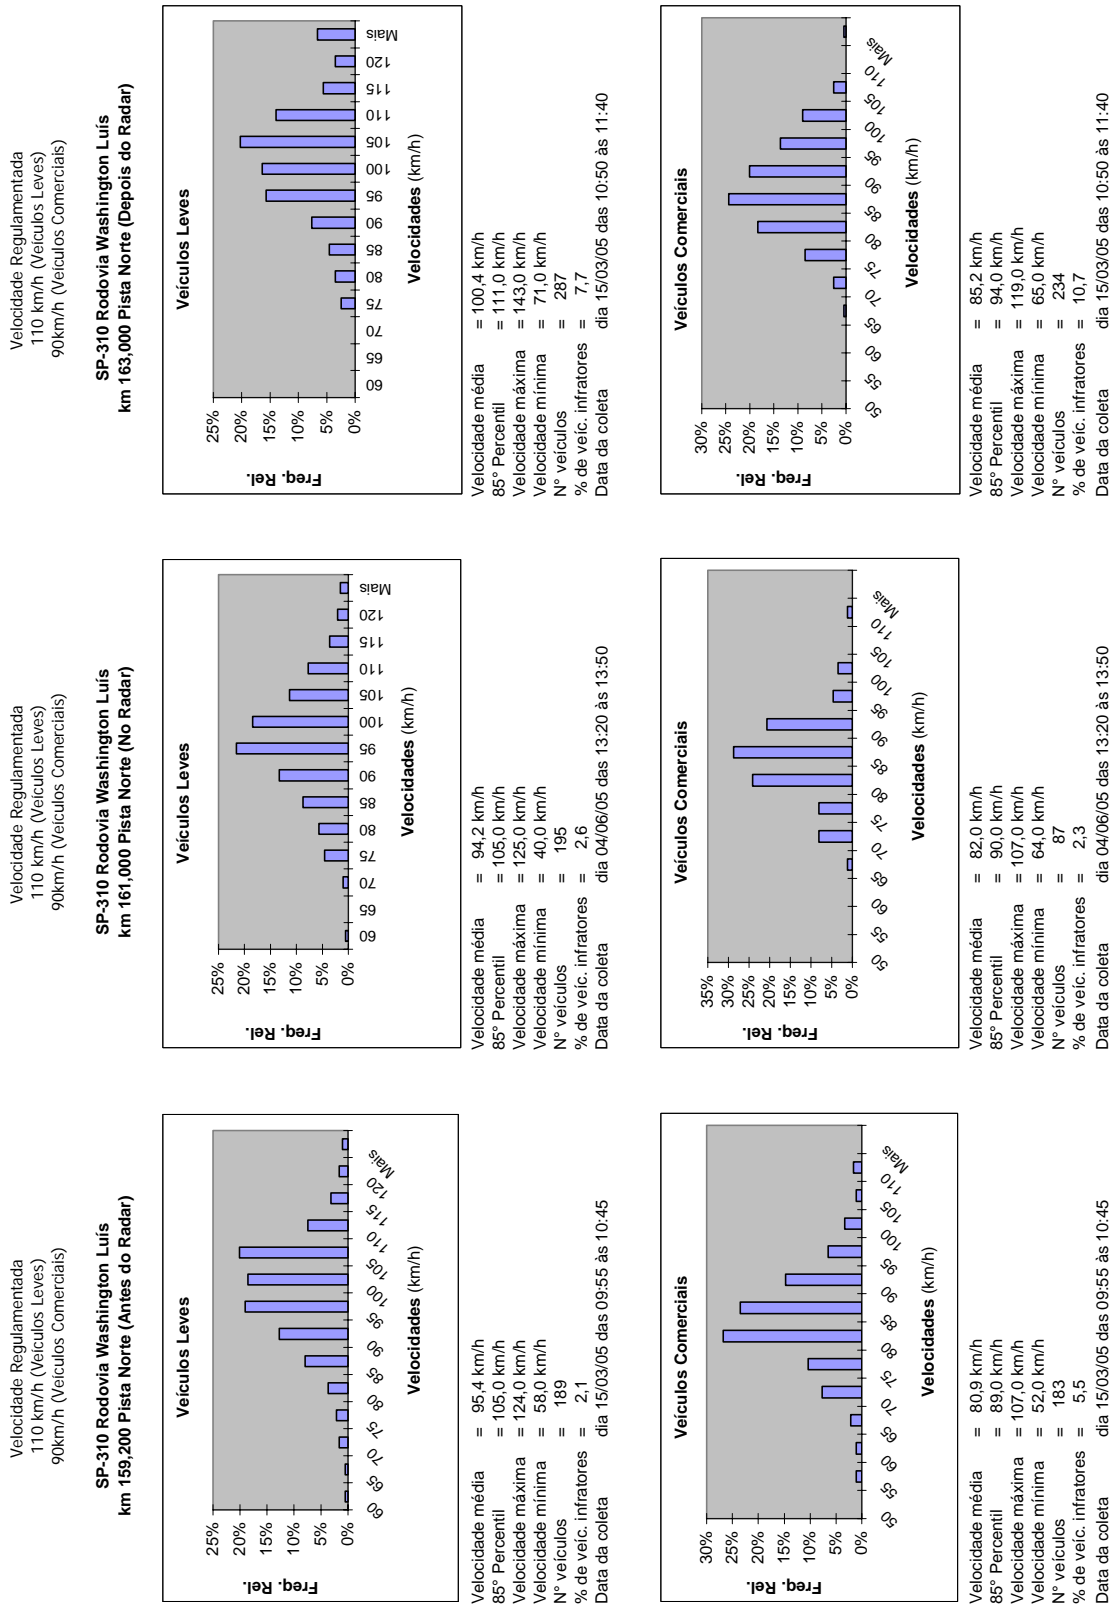 Velocidade Regulamentada
110 km/h (Veículos Leves)
90km/h (Veículos Comerciais)
SP-310 Rodovia Washington Luís
km 159,200 Pista Norte (Antes do Radar)
Veículos Leves
Freq. Rel.
25%
20%
15%
10%
5%
0%
60 65 70 75 80 85 90 95 100 105 110 115 120 Mais
Velocidades (km/h)
Velocidade média = 95,4 km/h
85° Percentil = 105,0 km/h
Velocidade máxima = 124,0 km/h
Velocidade mínima = 58,0 km/h
N° veículos = 189
% de veíc. infratores = 2,1
Data da coleta dia 15/03/05 das 09:55 às 10:45
Veículos Comerciais
Freq. Rel.
30%
25%
20%
15%
10%
5%
0%
50 55 60 65 70 75 80 85 90 95 100 105 110 Mais
Velocidades (km/h)
Velocidade média = 80,9 km/h
85° Percentil = 89,0 km/h
Velocidade máxima = 107,0 km/h
Velocidade mínima = 52,0 km/h
N° veículos = 183
% de veíc. infratores = 5,5
Data da coleta dia 15/03/05 das 09:55 às 10:45
Velocidade Regulamentada
110 km/h (Veículos Leves)
90km/h (Veículos Comerciais)
SP-310 Rodovia Washington Luís
km 161,000 Pista Norte (No Radar)
Veículos Leves
Freq. Rel.
25%
20%
15%
10%
5%
0%
60 65 70 75 80 85 90 95 100 105 110 115 120 Mais
Velocidades (km/h)
Velocidade média = 94,2 km/h
85° Percentil = 105,0 km/h
Velocidade máxima = 125,0 km/h
Velocidade mínima = 40,0 km/h
N° veículos = 195
% de veíc. infratores = 2,6
Data da coleta dia 04/06/05 das 13:20 às 13:50
Veículos Comerciais
Freq. Rel.
35%
30%
25%
20%
15%
10%
5%
0%
50 55 60 65 70 75 80 85 90 95 100 105 110 Mais
Velocidades (km/h)
Velocidade média = 82,0 km/h
85° Percentil = 90,0 km/h
Velocidade máxima = 107,0 km/h
Velocidade mínima = 64,0 km/h
N° veículos = 87
% de veíc. infratores = 2,3
Data da coleta dia 04/06/05 das 13:20 às 13:50
Velocidade Regulamentada
110 km/h (Veículos Leves)
90km/h (Veículos Comerciais)
SP-310 Rodovia Washington Luís
km 163,000 Pista Norte (Depois do Radar)
Veículos Leves
Freq. Rel.
25%
20%
15%
10%
5%
0%
60 65 70 75 80 85 90 95 100 105 110 115 120 Mais
Velocidades (km/h)
Velocidade média = 100,4 km/h
85° Percentil = 111,0 km/h
Velocidade máxima = 143,0 km/h
Velocidade mínima = 71,0 km/h
N° veículos = 287
% de veíc. infratores = 7,7
Data da coleta dia 15/03/05 das 10:50 às 11:40
Veículos Comerciais
Freq. Rel.
30%
25%
20%
15%
10%
5%
0%
50 55 60 65 70 75 80 85 90 95 100 105 110 Mais
Velocidades (km/h)
Velocidade média = 85,2 km/h
85° Percentil = 94,0 km/h
Velocidade máxima = 119,0 km/h
Velocidade mínima = 65,0 km/h
N° veículos = 234
% de veíc. infratores = 10,7
Data da coleta dia 15/03/05 das 10:50 às 11:40